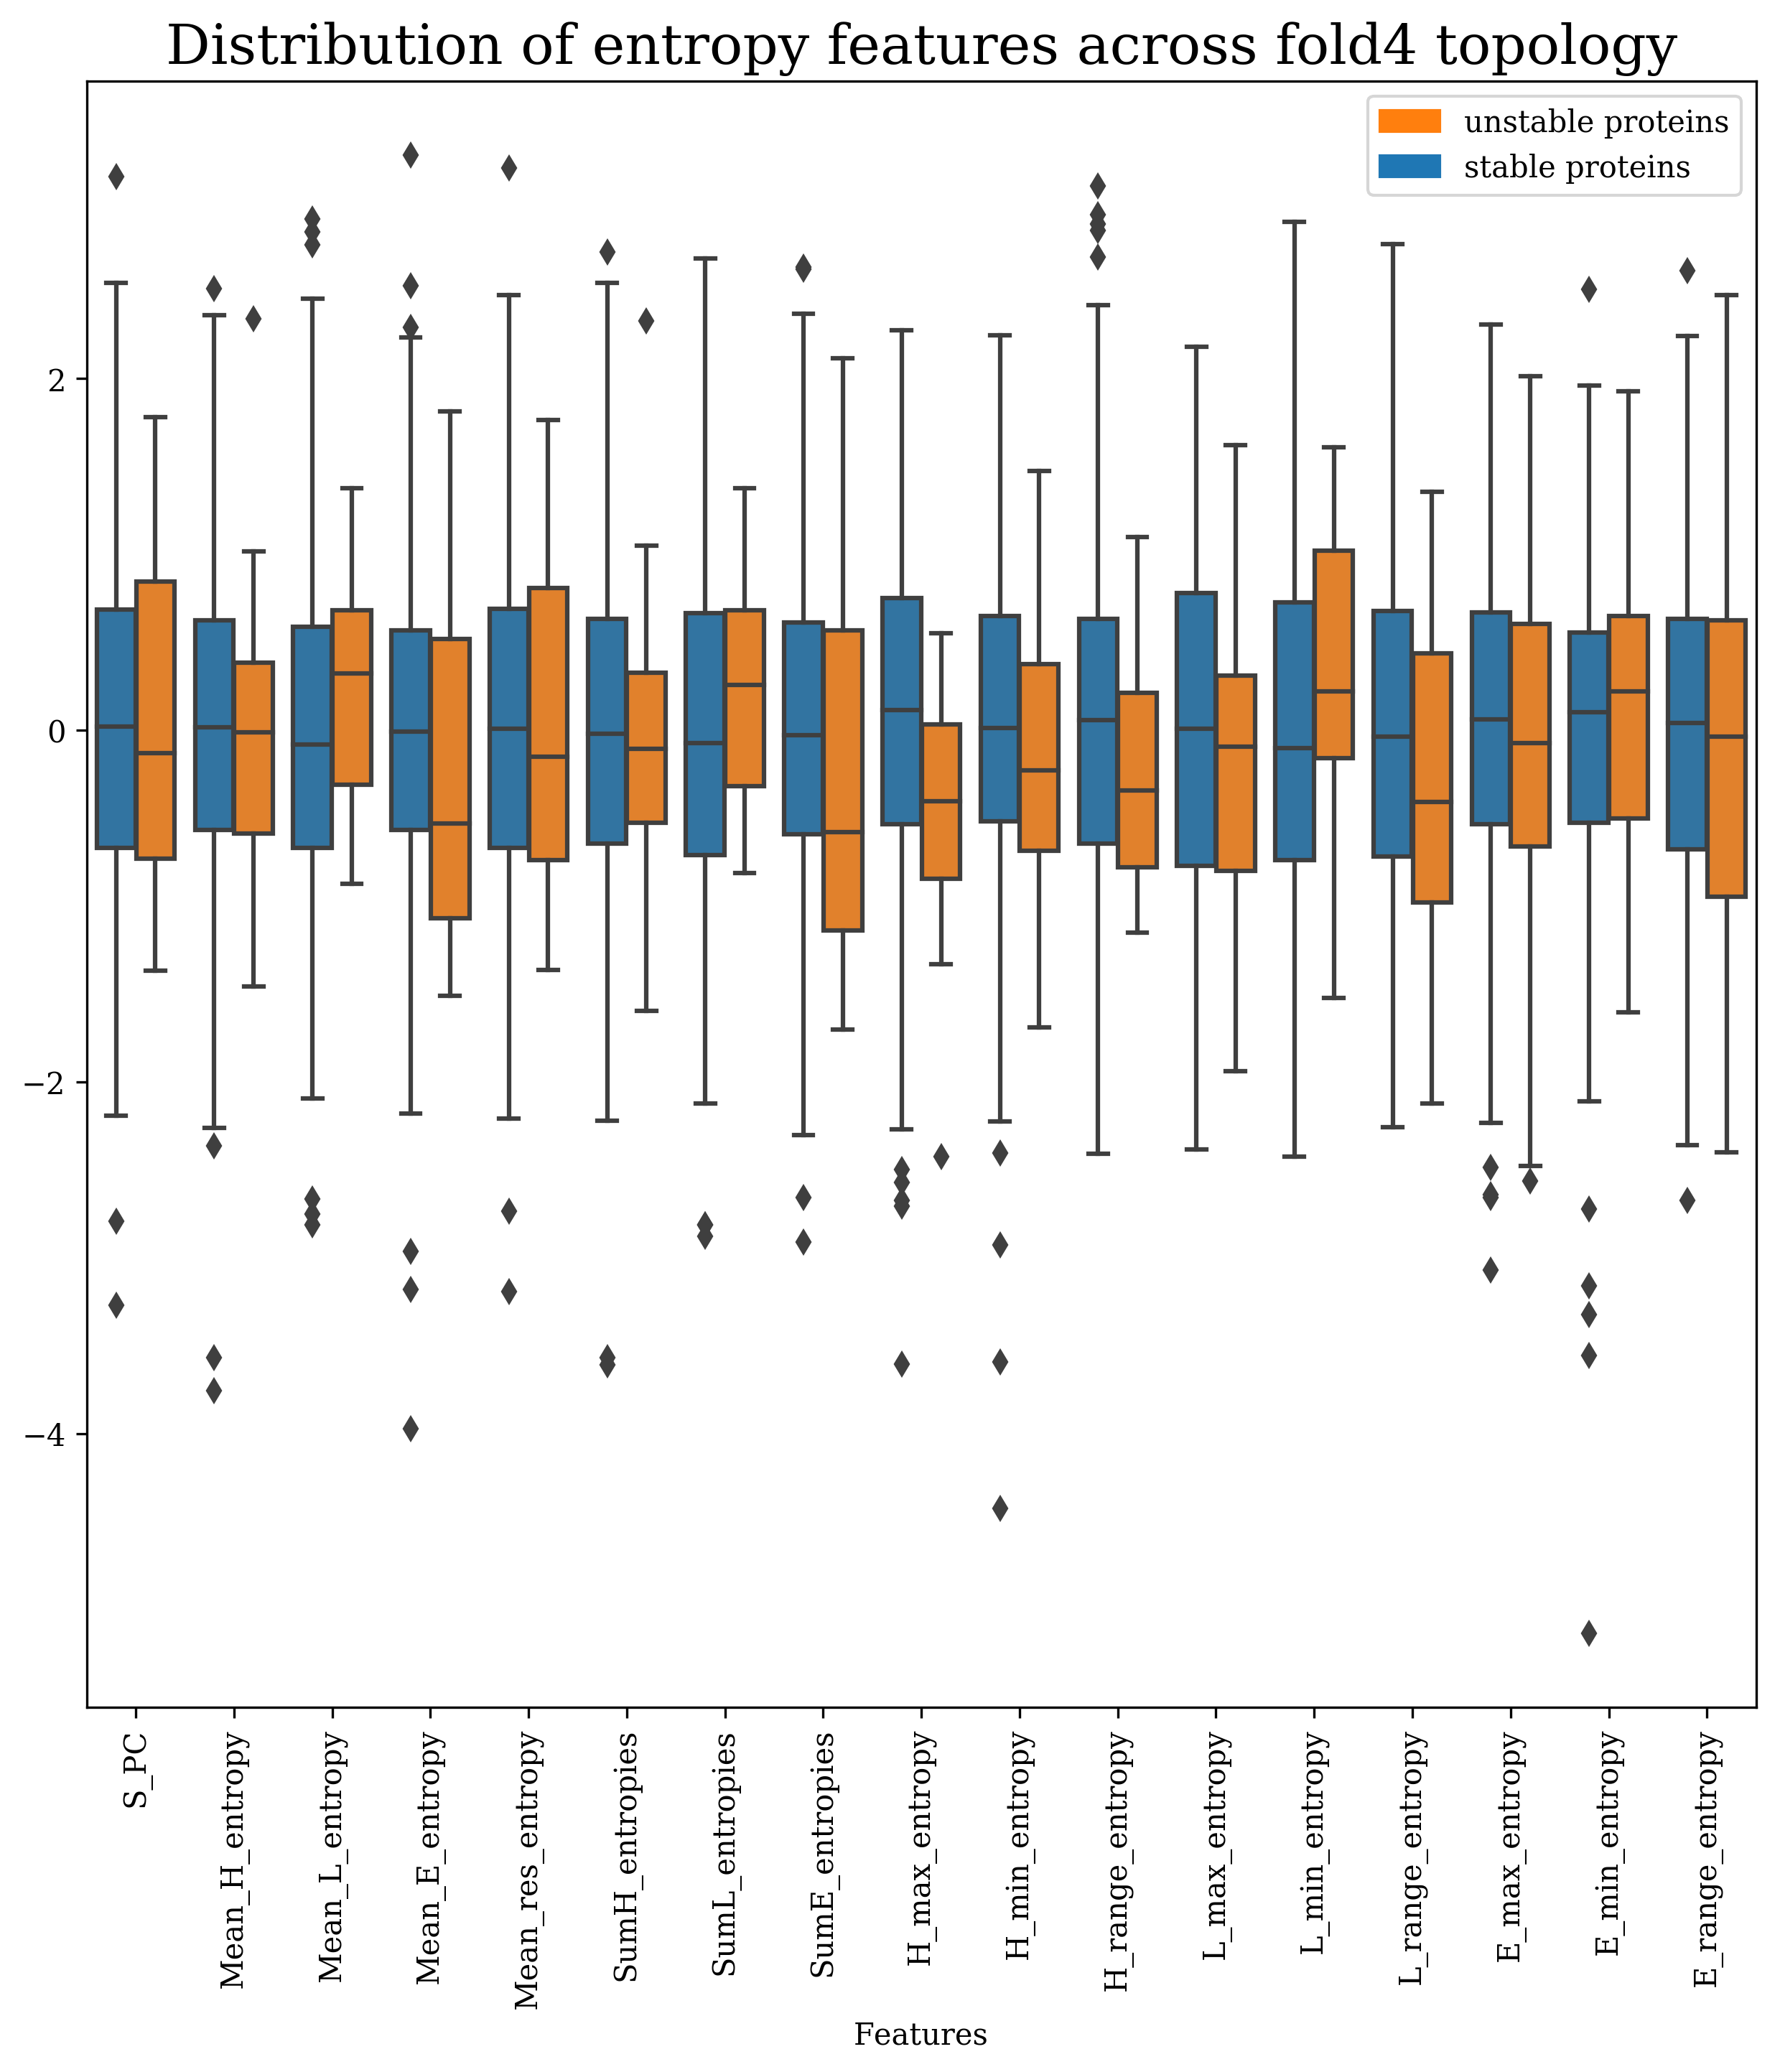 Distribution of entropy features across fold4 topology
unstable proteins
stable proteins
2
0
−2
−4
S_PC
Mean_H_entropy
Mean_L_entropy
Mean_E_entropy
Mean_res_entropy
SumH_entropies
SumL_entropies
SumE_entropies
H_max_entropy
H_min_entropy
H_range_entropy
L_max_entropy
L_min_entropy
L_range_entropy
E_max_entropy
E_min_entropy
E_range_entropy
Features